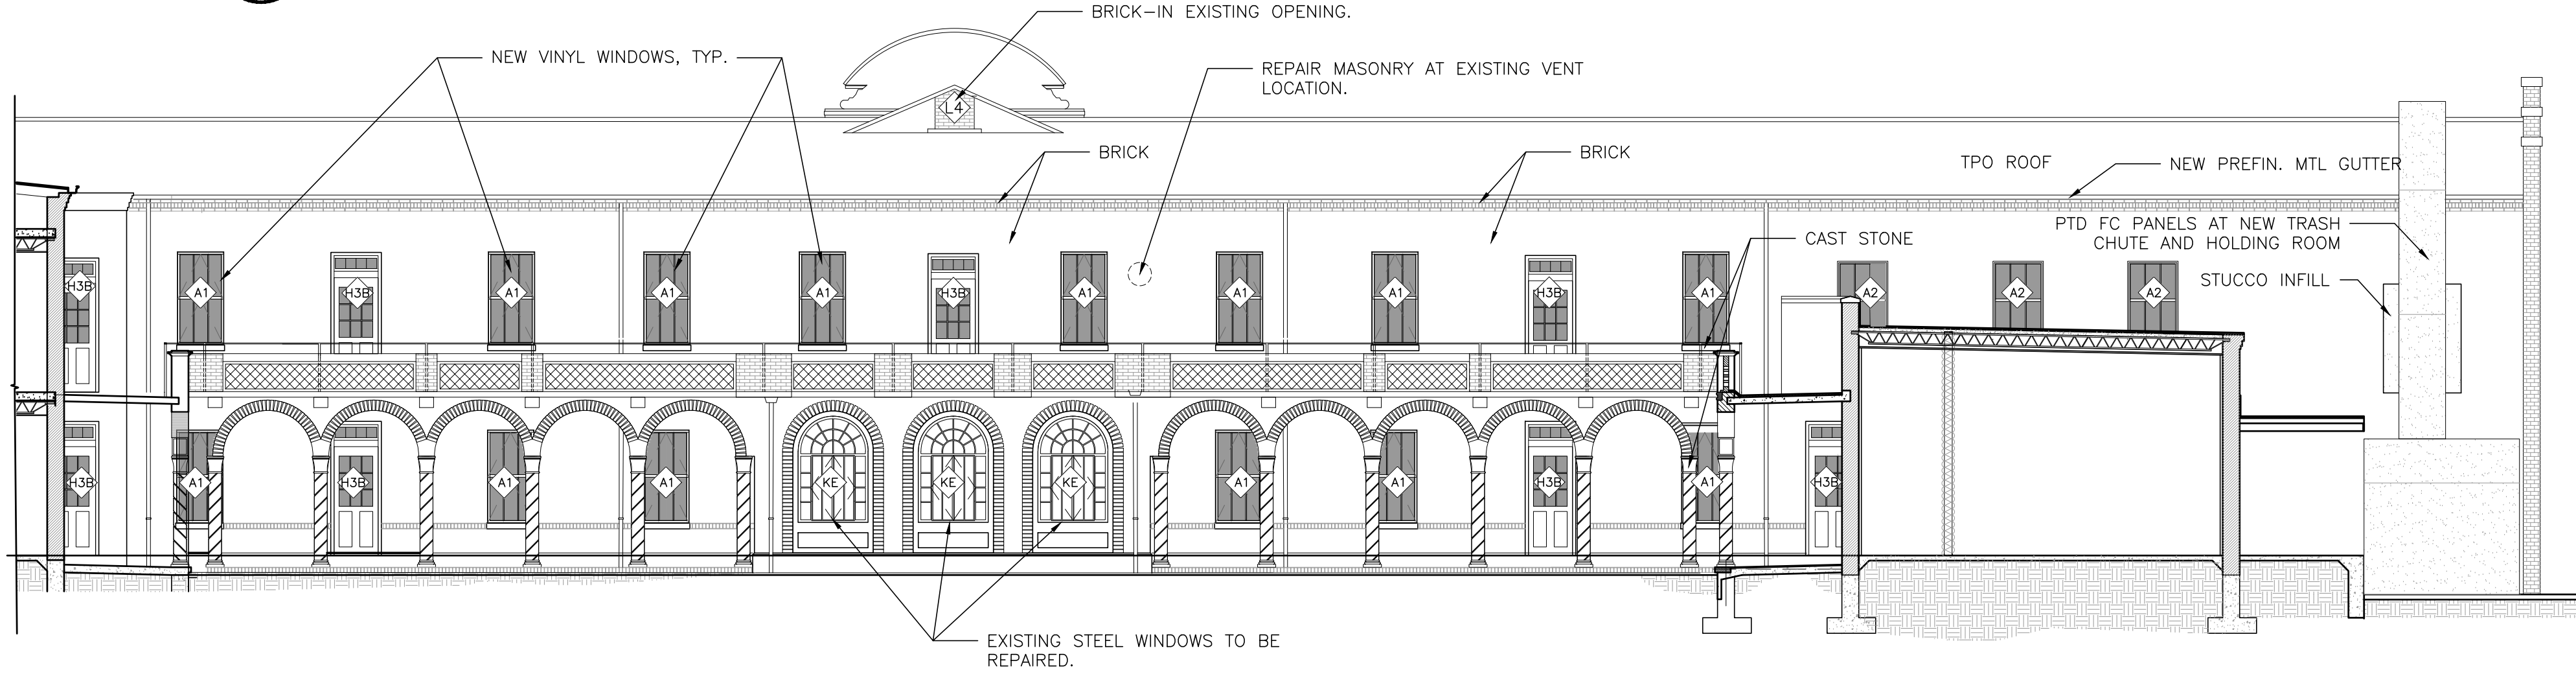 BRICK-IN EXISTING OPENING.
NEW VINYL WINDOWS, TYP.
REPAIR MASONRY AT EXISTING VENT
LOCATION.
L4
BRICK
BRICK
TPO ROOF
NEW PREFIN. MTL GUTTER
PTD FC PANELS AT NEW TRASH
CHUTE AND HOLDING ROOM
CAST STONE
STUCCO INFILL
H3B
A1
H3B
A1
A1
A1
H3B
A1
A1
A1
H3B
A1
A2
A2
A2
H3B
A1
H3B
A1
A1
KE
KE
KE
A1
A1
H3B
A1
H3B
EXISTING STEEL WINDOWS TO BE
REPAIRED.